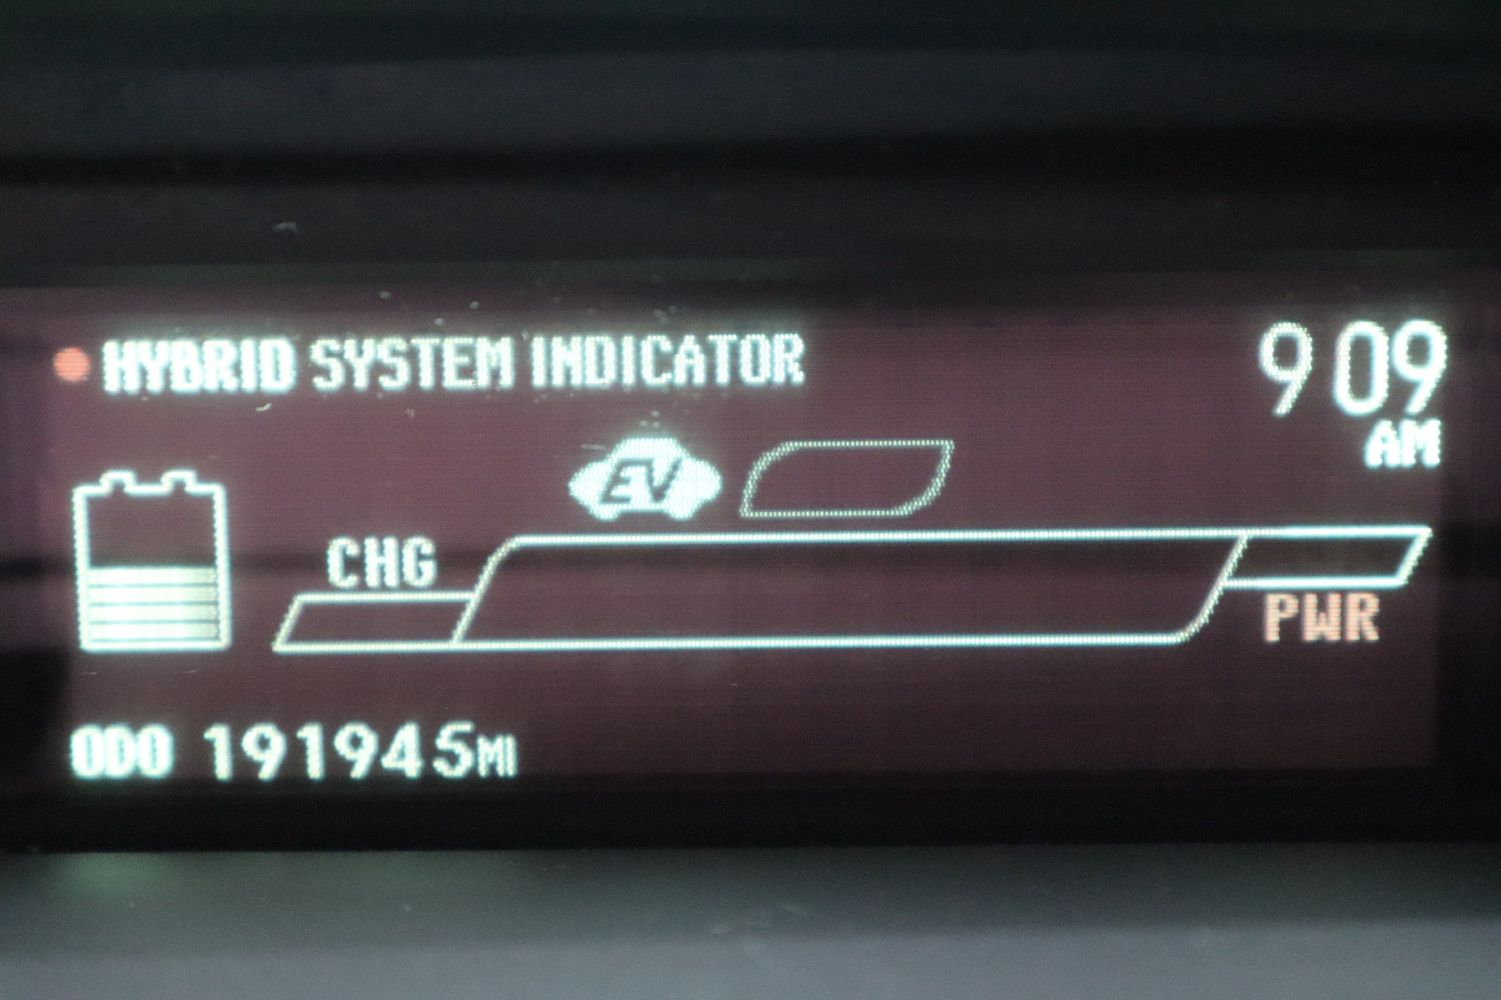 HYBRID SYSTEM INDICATOR
9 09
AM
EV
CHG
PWR
ODO 191945MI